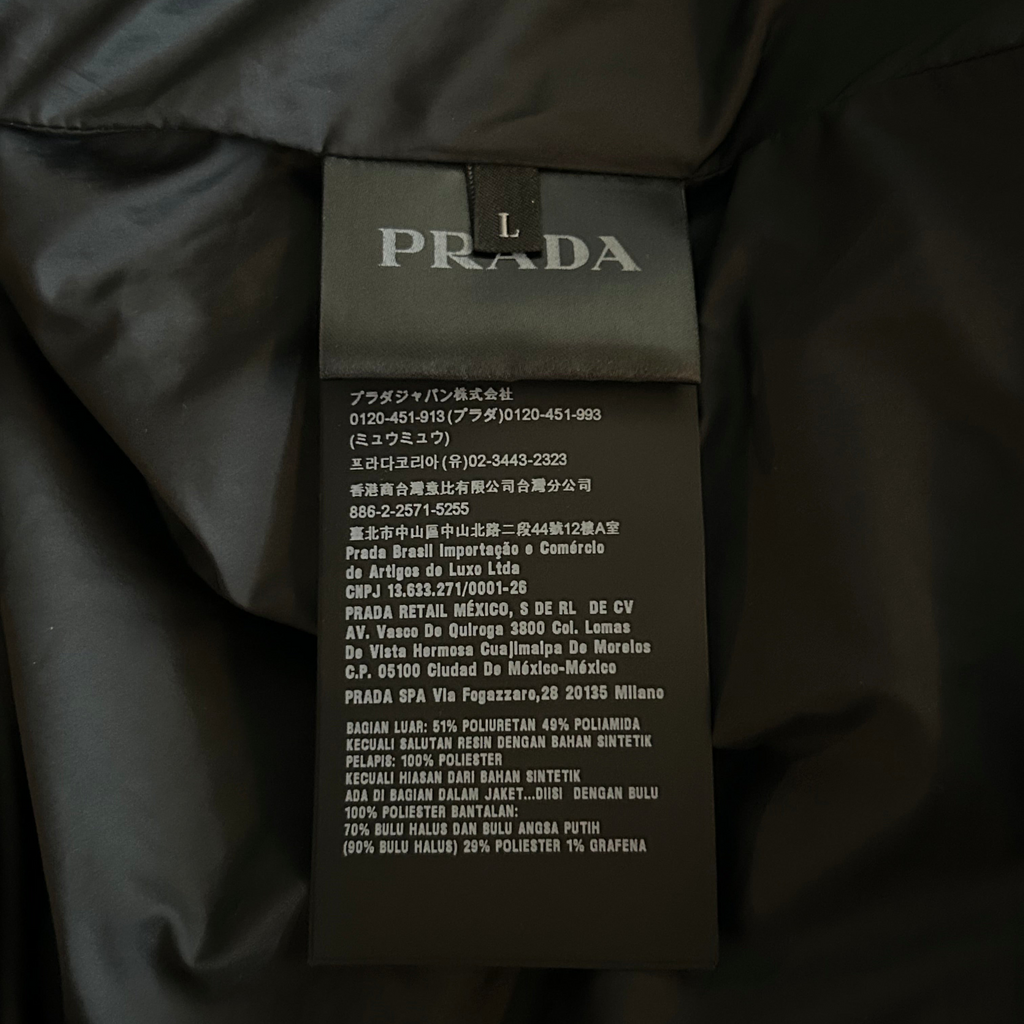 L
PRADA
プラダジャパン株式会社
0120-451-913(プラダ)0120-451-993
(ミュウミュウ)
프라다코리아(유)02-3443-2323
香港商台灣意比有限公司台灣分公司
886-2-2571-5255
臺北市中山區中山北路二段44號12樓A室
Prada Brasil Importação e Comércio
de Artigos de Luxo Ltda
CNPJ 13.633.271/0001-26
PRADA RETAIL MÉXICO, S DE RL DE CV
AV. Vasco De Quiroga 3800 Col. Lomas
De Vista Hermosa Cuajimalpa De Morelos
C.P. 05100 Ciudad De México-México
PRADA SPA Via Fogazzaro,28 20135 Milano
BAGIAN LUAR: 51% POLIURETAN 49% POLIAMIDA
KECUALI SALUTAN RESIN DENGAN BAHAN SINTETIK
PELAPIS: 100% POLIESTER
KECUALI HIASAN DARI BAHAN SINTETIK
ADA DI BAGIAN DALAM JAKET...DIISI DENGAN BULU
100% POLIESTER BANTALAN:
70% BULU HALUS DAN BULU ANGSA PUTIH
(90% BULU HALUS) 29% POLIESTER 1% GRAFENA